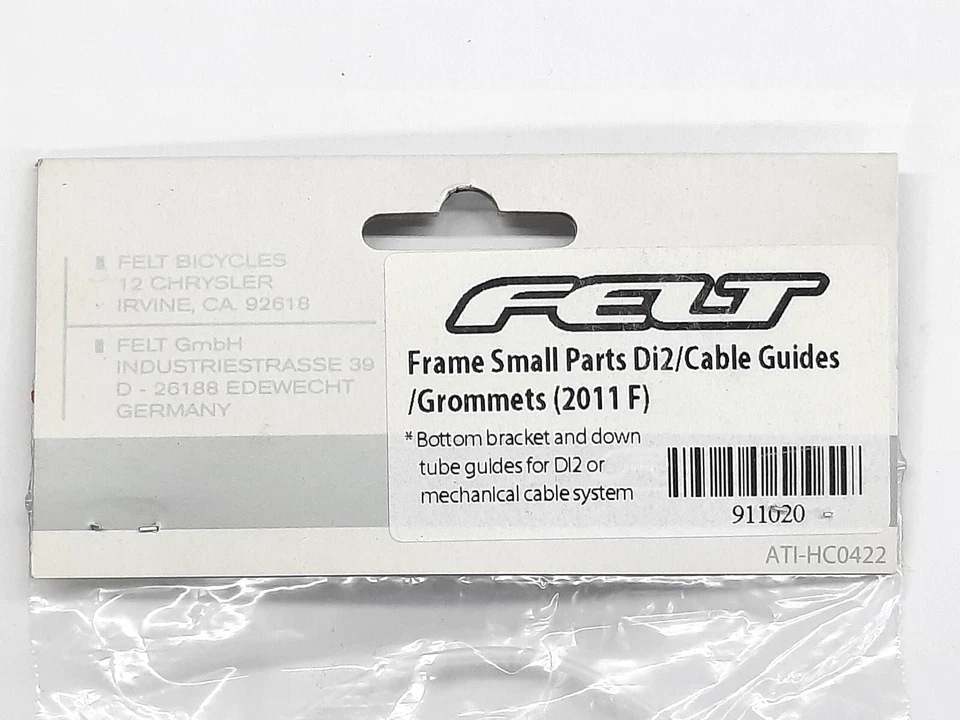 FELT BICYCLES
12 CHRYSLER
IRVINE, CA. 92618
FELT GmbH
INDUSTRIESTRASSE 39
D - 26188 EDEWECHT
GERMANY
FELT
Frame Small Parts Di2/Cable Guides
/Grommets (2011 F)
* Bottom bracket and down
tube guides for DI2 or
mechanical cable system
911020
ATI-HC0422